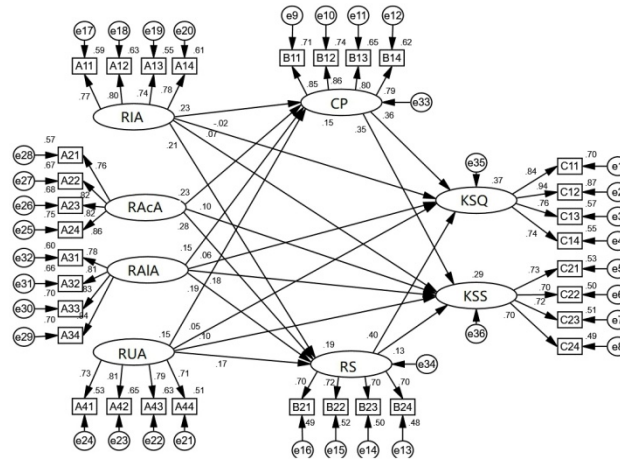 e17 e18 e19 e20
.59 .63 .55 .61
A11 A12 A13 A14
.77 .80 .74 .78
RIA
e9 e10 e11 e12
.71 .74 .65 .62
B11 B12 B13 B14
.85 .86 .80 .79
CP
.15
e33
.23
-.02
.07
.21
.35
.36
e28 .57 A21 .76
e27 .67 A22
e26 .68 A23 .82
e25 .75 A24 .86
RAcA
.23
.10
.28
e35
.37
KSQ
.84 C11 .70
.94 C12 .87 e2
.76 C13 .57 e3
.74 C14 .55 e4
e32 .60 A31 .78
e31 .66 A32 .81
e30 .70 A33 .83
e29 .70 A34
RAIA
.15
.06
.18
.19
.29
KSS
e36
.73 C21 .53 e5
.70 C22 .50 e6
.72 C23 .51 e7
.70 C24 .49 e8
.15
RUA
.05
.10
.17
.73 .81 .79 .71
.53 .65 .63 .51
A41 A42 A43 A44
e24 e23 e22 e21
.19
RS
.40
.13
e34
.70 .72 .70 .70
B21 B22 B23 B24
.49 .52 .50 .48
e16 e15 e14 e13